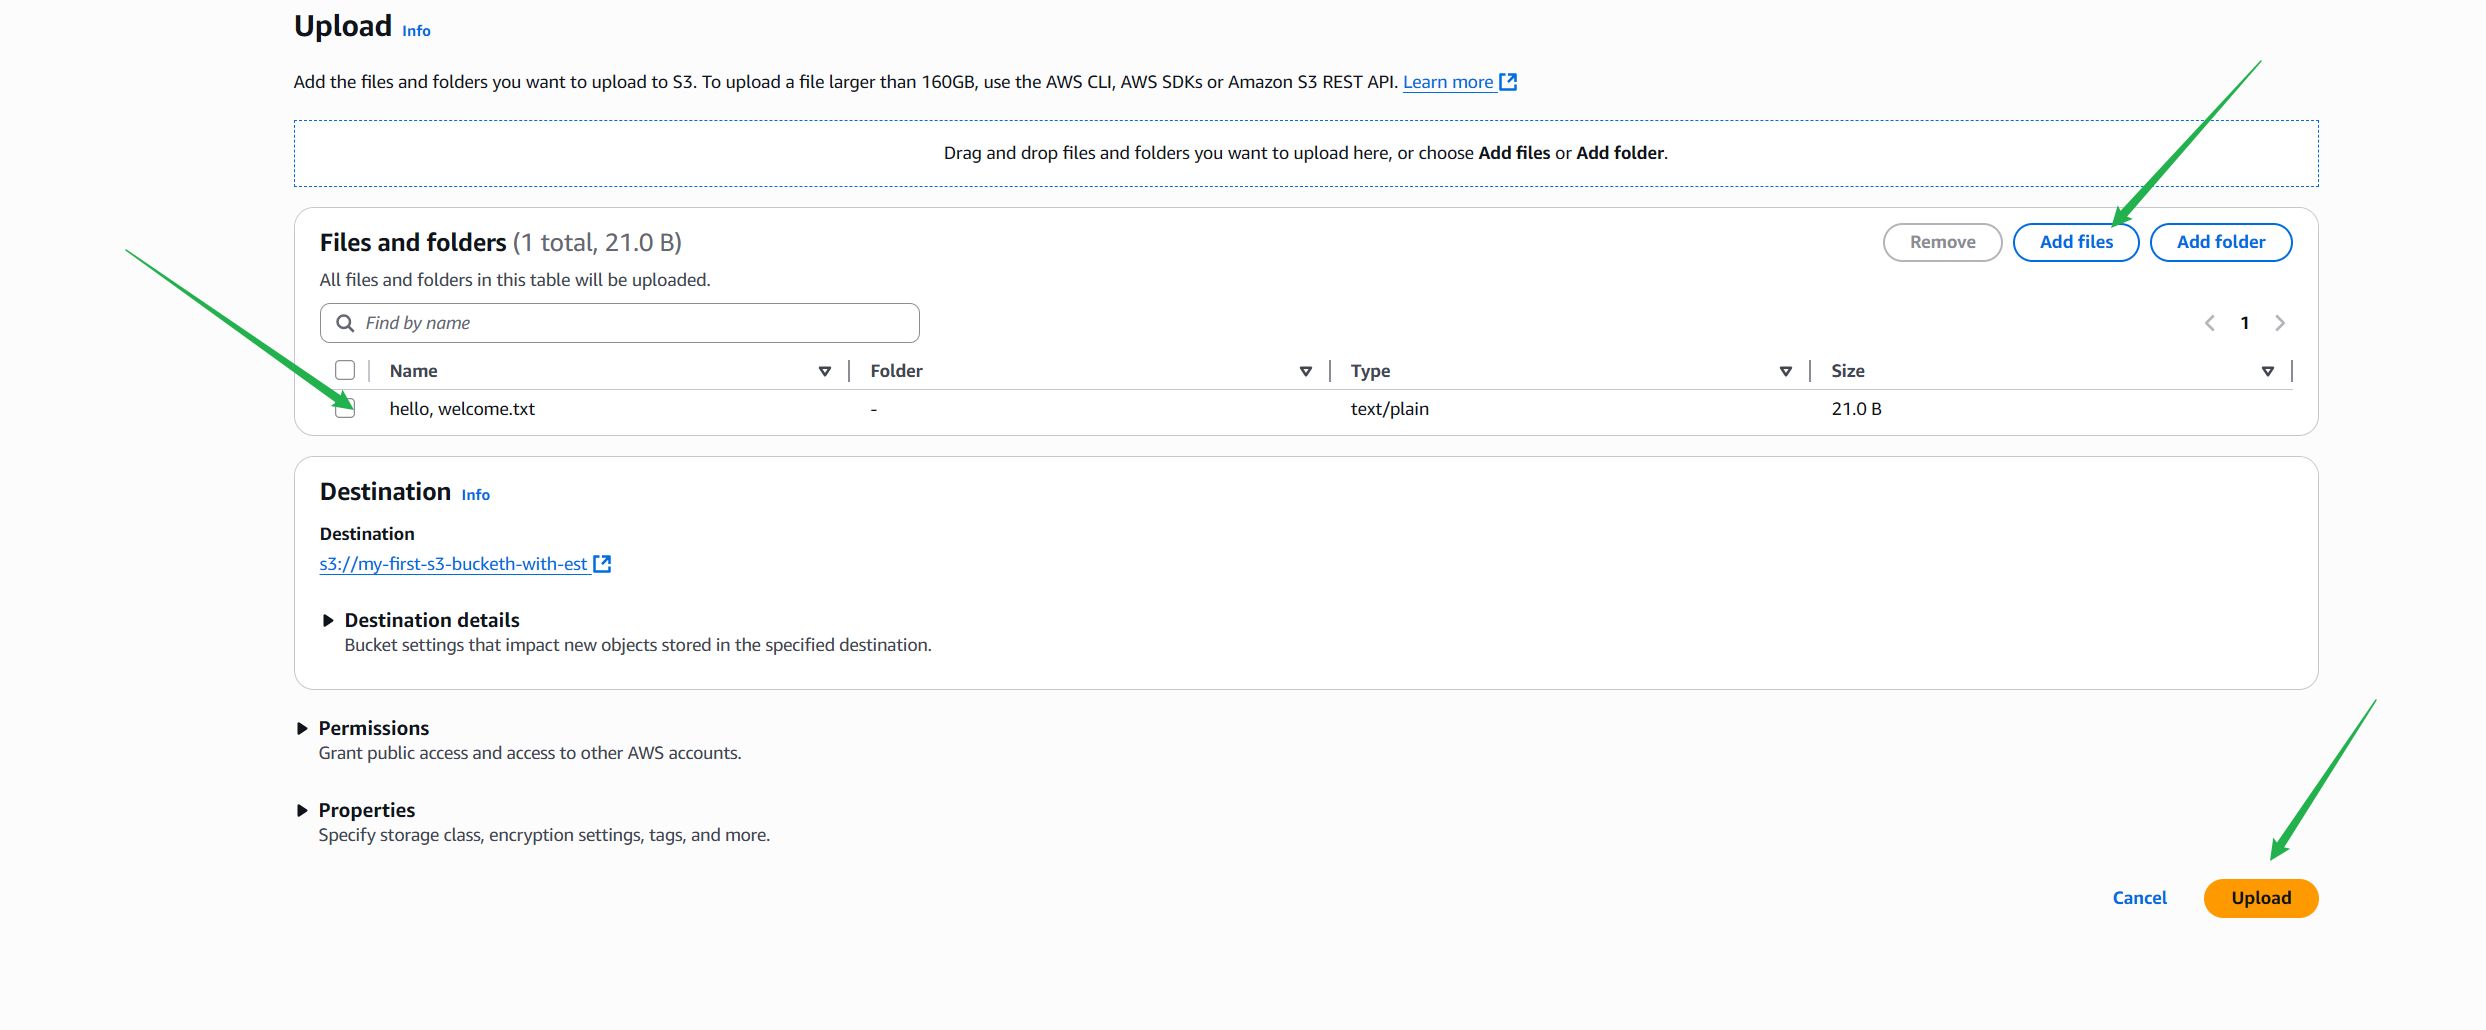 Upload Info
Add the files and folders you want to upload to S3. To upload a file larger than 160GB, use the AWS CLI, AWS SDKs or Amazon S3 REST API. Learn more
Drag and drop files and folders you want to upload here, or choose Add files or Add folder.
Files and folders (1 total, 21.0 B)
Remove Add files Add folder
All files and folders in this table will be uploaded.
Find by name
1
Name Folder Type Size
hello, welcome.txt - text/plain 21.0 B
Destination Info
Destination
s3://my-first-s3-bucketh-with-est
Destination details
Bucket settings that impact new objects stored in the specified destination.
Permissions
Grant public access and access to other AWS accounts.
Properties
Specify storage class, encryption settings, tags, and more.
Cancel Upload